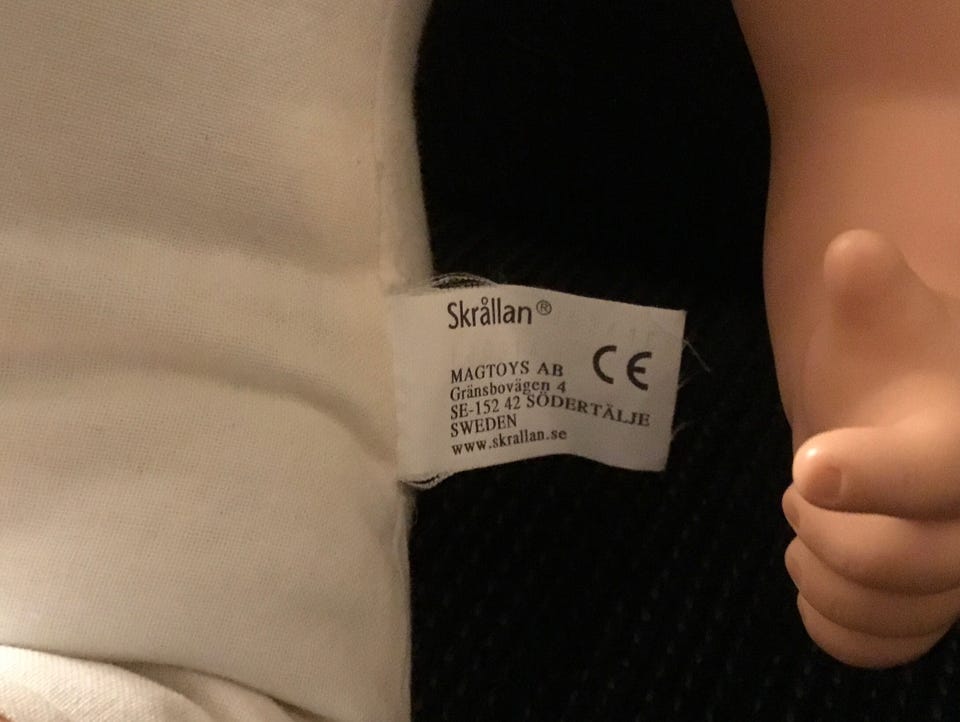 Skrållan®
CE
MAGTOYS AB
Gränsbovägen 4
SE-152 42 SÖDERTÄLJE
SWEDEN
www.skrallan.se